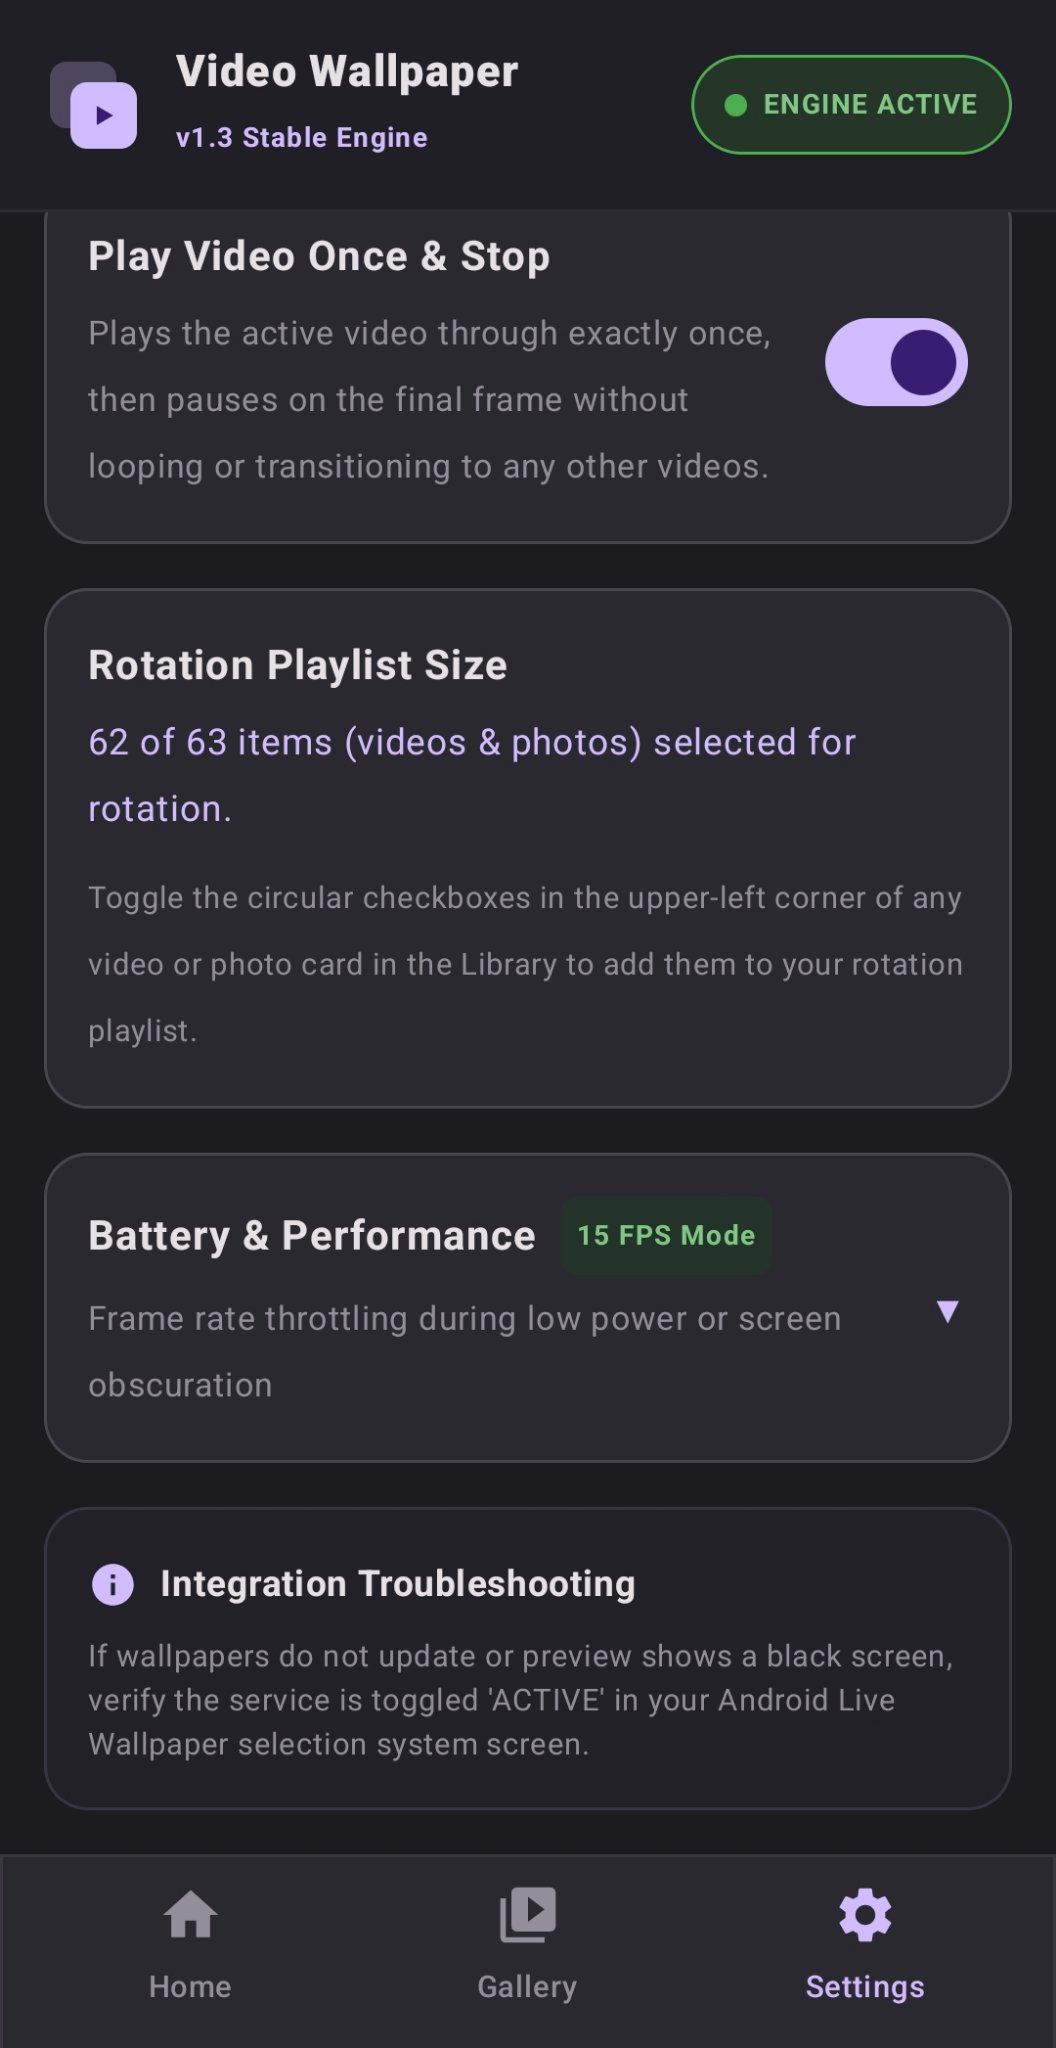 Video Wallpaper
v1.3 Stable Engine
ENGINE ACTIVE
Play Video Once & Stop
Plays the active video through exactly once,
then pauses on the final frame without
looping or transitioning to any other videos.
Rotation Playlist Size
62 of 63 items (videos & photos) selected for
rotation.
Toggle the circular checkboxes in the upper-left corner of any
video or photo card in the Library to add them to your rotation
playlist.
Battery & Performance
15 FPS Mode
Frame rate throttling during low power or screen
obscuration
Integration Troubleshooting
If wallpapers do not update or preview shows a black screen,
verify the service is toggled 'ACTIVE' in your Android Live
Wallpaper selection system screen.
Home
Gallery
Settings